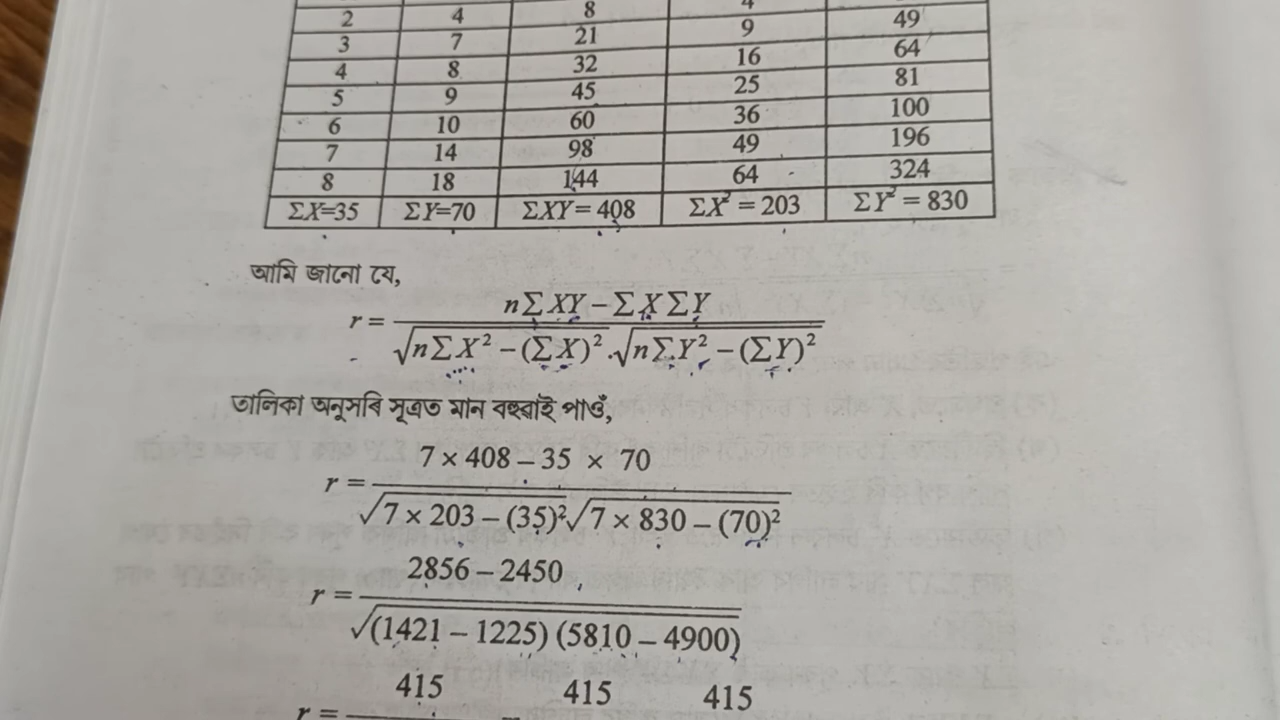 2 4 8 4 49
3 7 21 9 64
4 8 32 16 81
5 9 45 25 100
6 10 60 36 196
7 14 98 49 324
8 18 144 64
ΣX=35 ΣY=70 ΣXY = 408 ΣX² = 203 ΣY² = 830
আমি জানো যে,
r = nΣXY – ΣX ΣY / √nΣX² – (ΣX)² . √nΣY² – (ΣY)²
তালিকা অনুসৰি সূত্ৰত মান বহুৱাই পাওঁ,
r = 7 × 408 – 35 × 70 / √7 × 203 – (35)² √7 × 830 – (70)²
r = 2856 – 2450 / √(1421 – 1225) (5810 – 4900)
r = 415 = 415 415